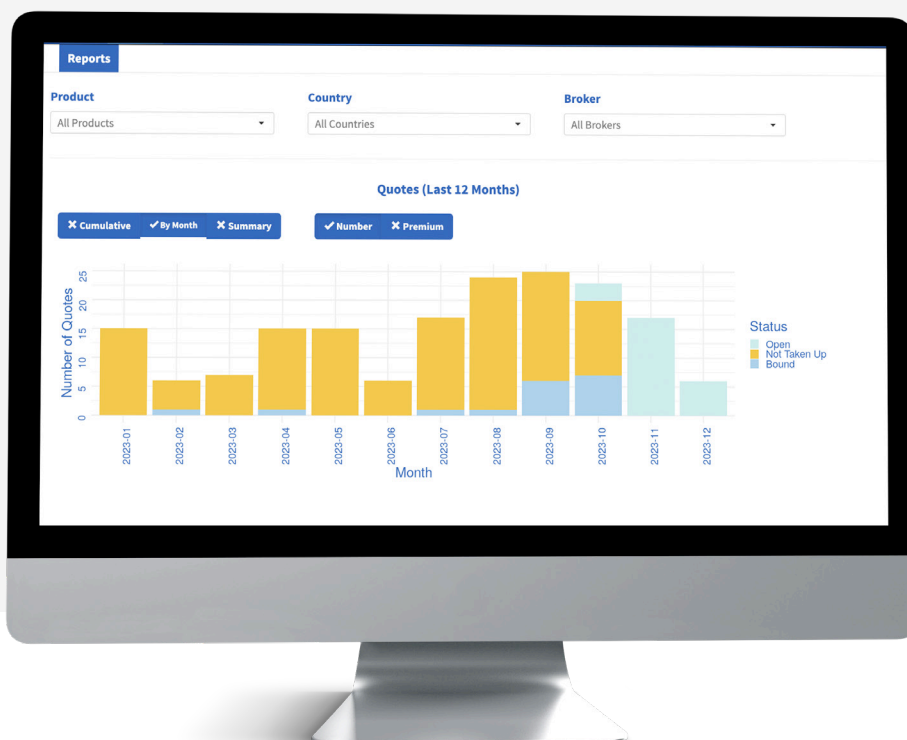 Reports
Product Country Broker
All Products All Countries All Brokers
Quotes (Last 12 Months)
Cumulative By Month Summary Number Premium
Number of Quotes
25
20
15
10
5
0
2023-01 2023-02 2023-03 2023-04 2023-05 2023-06 2023-07 2023-08 2023-09 2023-10 2023-11 2023-12
Month
Status
Open
Not Taken Up
Bound